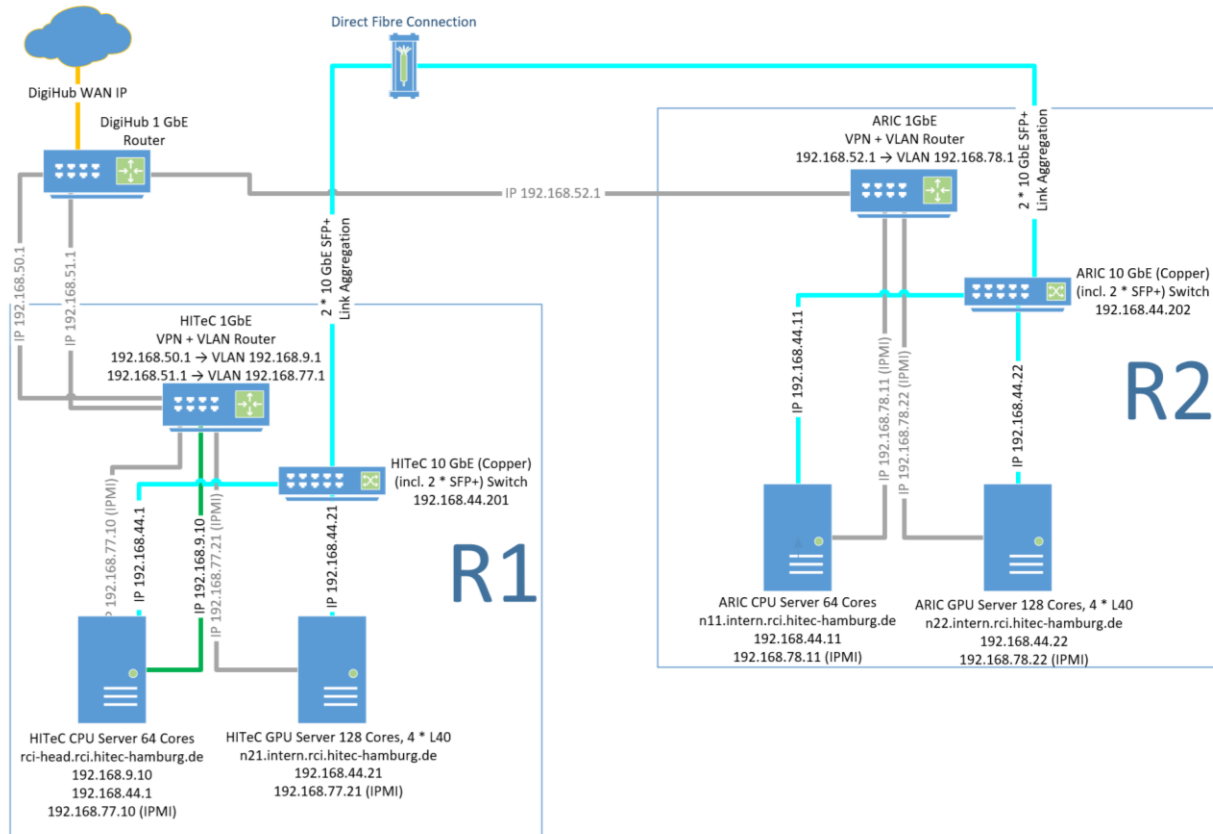 Direct Fibre Connection
DigiHub WAN IP
DigiHub 1 GbE
Router
IP 192.168.50.1
IP 192.168.51.1
IP 192.168.52.1
2 * 10 GbE SFP+
Link Aggregation
HITeC 1GbE
VPN + VLAN Router
192.168.50.1 → VLAN 192.168.9.1
192.168.51.1 → VLAN 192.168.77.1
HITeC 10 GbE (Copper)
(incl. 2 * SFP+) Switch
192.168.44.201
IP 192.168.77.10 (IPMI)
IP 192.168.44.1
IP 192.168.9.10
IP 192.168.77.21 (IPMI)
IP 192.168.44.21
R1
HITeC CPU Server 64 Cores
rci-head.rci.hitec-hamburg.de
192.168.9.10
192.168.44.1
192.168.77.10 (IPMI)
HITeC GPU Server 128 Cores, 4 * L40
n21.intern.rci.hitec-hamburg.de
192.168.44.21
192.168.77.21 (IPMI)
ARIC 1GbE
VPN + VLAN Router
192.168.52.1 → VLAN 192.168.78.1
2 * 10 GbE SFP+
Link Aggregation
ARIC 10 GbE (Copper)
(incl. 2 * SFP+) Switch
192.168.44.202
IP 192.168.44.11
IP 192.168.78.11 (IPMI)
IP 192.168.78.22 (IPMI)
IP 192.168.44.22
R2
ARIC CPU Server 64 Cores
n11.intern.rci.hitec-hamburg.de
192.168.44.11
192.168.78.11 (IPMI)
ARIC GPU Server 128 Cores, 4 * L40
n22.intern.rci.hitec-hamburg.de
192.168.44.22
192.168.78.22 (IPMI)